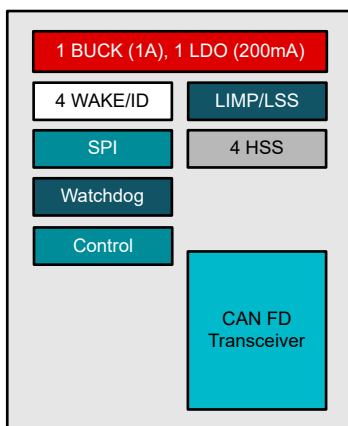 1 BUCK (1A), 1 LDO (200mA)
4 WAKE/ID
LIMP/LSS
SPI
4 HSS
Watchdog
Control
CAN FD
Transceiver